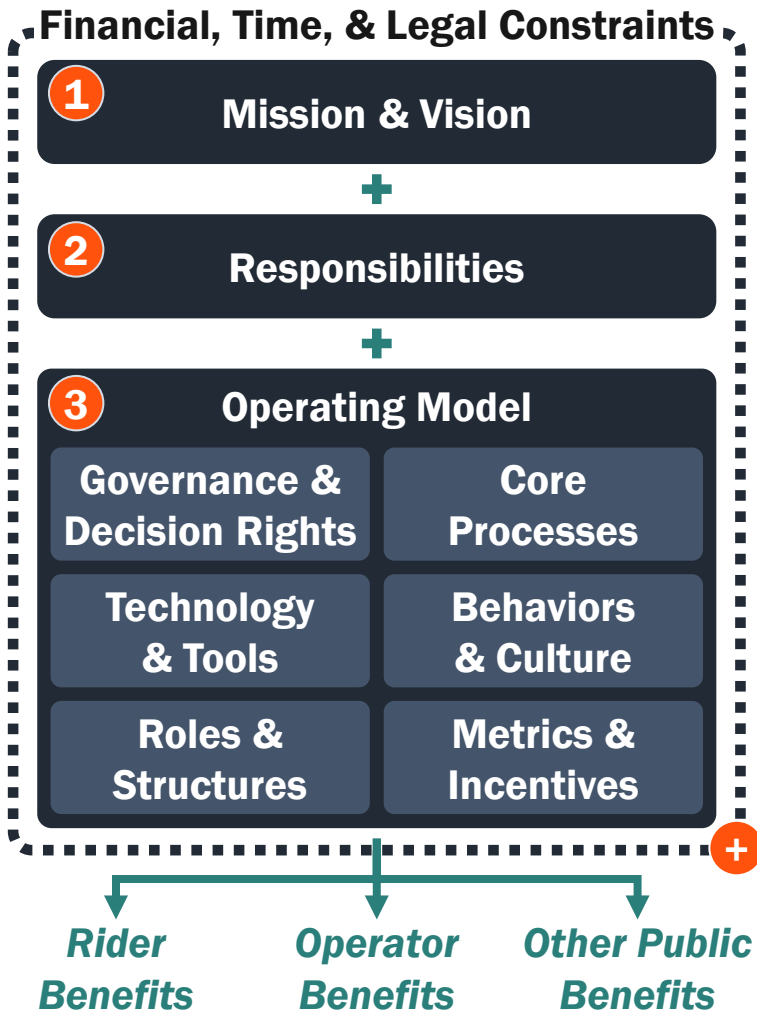 Financial, Time, & Legal Constraints
1
Mission & Vision
+
2
Responsibilities
+
3
Operating Model
Governance &
Decision Rights
Core
Processes
Technology
& Tools
Behaviors
& Culture
Roles &
Structures
Metrics &
Incentives
+
Rider
Benefits
Operator
Benefits
Other Public
Benefits